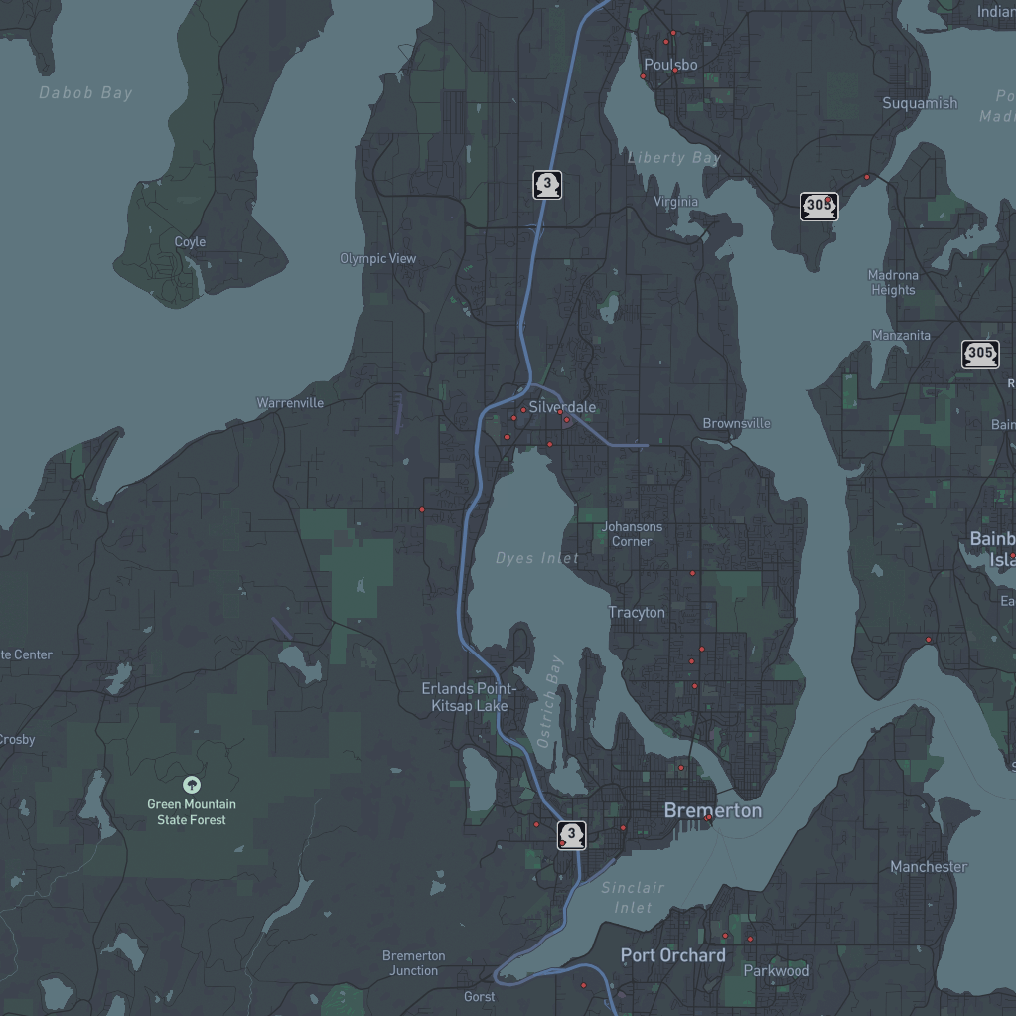 Indian
Dabob Bay
Poulsbo
Suquamish
Po
Mad
Liberty Bay
3
Virginia
305
Coyle
Olympic View
Madrona
Heights
Manzanita
305
R
Warrenville
Silverdale
Brownsville
Bain
Johansons
Corner
Dyes Inlet
Bainb
Isla
Tracyton
Ea
te Center
Ostrich Bay
Erlands Point-
Kitsap Lake
Crosby
S
Green Mountain
State Forest
Bremerton
3
Manchester
Sinclair
Inlet
Bremerton
Junction
Port Orchard
Parkwood
Gorst